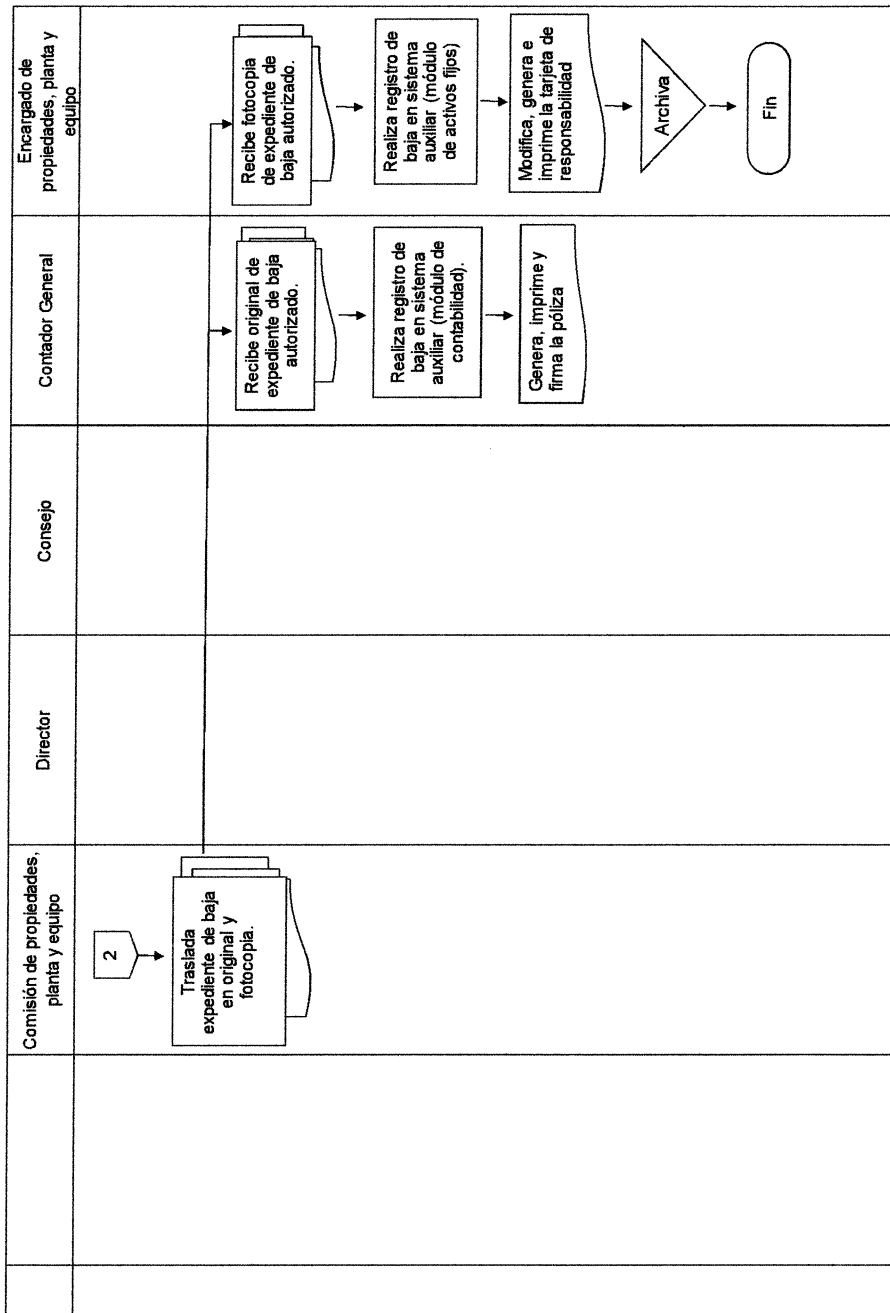 Comisión de propiedades,
planta y equipo
Director
Consejo
Contador General
Encargado de
propiedades, planta y
equipo
2
Traslada
expediente de baja
en original y
fotocopia.
Recibe original de
expediente de baja
autorizado.
Realiza registro de
baja en sistema
auxiliar (módulo de
contabilidad).
Genera, imprime y
firma la póliza
Recibe fotocopia
de expediente de
baja autorizado.
Realiza registro de
baja en sistema
auxiliar (módulo
de activos fijos)
Modifica, genera e
imprime la tarjeta de
responsabilidad
Archiva
Fin